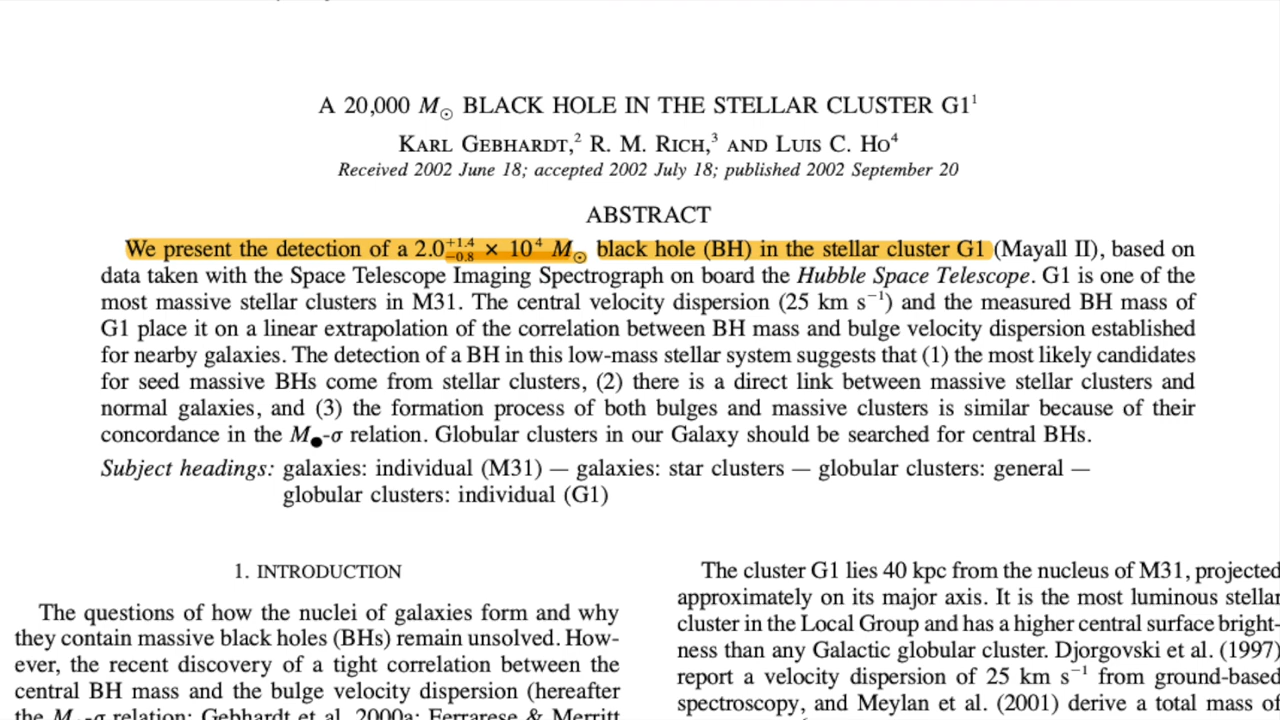 A 20,000 M☉ BLACK HOLE IN THE STELLAR CLUSTER G1¹
Karl Gebhardt,² R. M. Rich,³ and Luis C. Ho⁴
Received 2002 June 18; accepted 2002 July 18; published 2002 September 20
ABSTRACT
We present the detection of a 2.0 +1.4 −0.8 × 10⁴ M☉ black hole (BH) in the stellar cluster G1 (Mayall II), based on
data taken with the Space Telescope Imaging Spectrograph on board the Hubble Space Telescope. G1 is one of the
most massive stellar clusters in M31. The central velocity dispersion (25 km s⁻¹) and the measured BH mass of
G1 place it on a linear extrapolation of the correlation between BH mass and bulge velocity dispersion established
for nearby galaxies. The detection of a BH in this low-mass stellar system suggests that (1) the most likely candidates
for seed massive BHs come from stellar clusters, (2) there is a direct link between massive stellar clusters and
normal galaxies, and (3) the formation process of both bulges and massive clusters is similar because of their
concordance in the M●-σ relation. Globular clusters in our Galaxy should be searched for central BHs.
Subject headings: galaxies: individual (M31) — galaxies: star clusters — globular clusters: general —
globular clusters: individual (G1)
1. INTRODUCTION
The questions of how the nuclei of galaxies form and why
they contain massive black holes (BHs) remain unsolved. How-
ever, the recent discovery of a tight correlation between the
central BH mass and the bulge velocity dispersion (hereafter
the M●-σ relation; Gebhardt et al. 2000a; Ferrarese & Merritt
The cluster G1 lies 40 kpc from the nucleus of M31, projected
approximately on its major axis. It is the most luminous stellar
cluster in the Local Group and has a higher central surface bright-
ness than any Galactic globular cluster. Djorgovski et al. (1997)
report a velocity dispersion of 25 km s⁻¹ from ground-based
spectroscopy, and Meylan et al. (2001) derive a total mass of